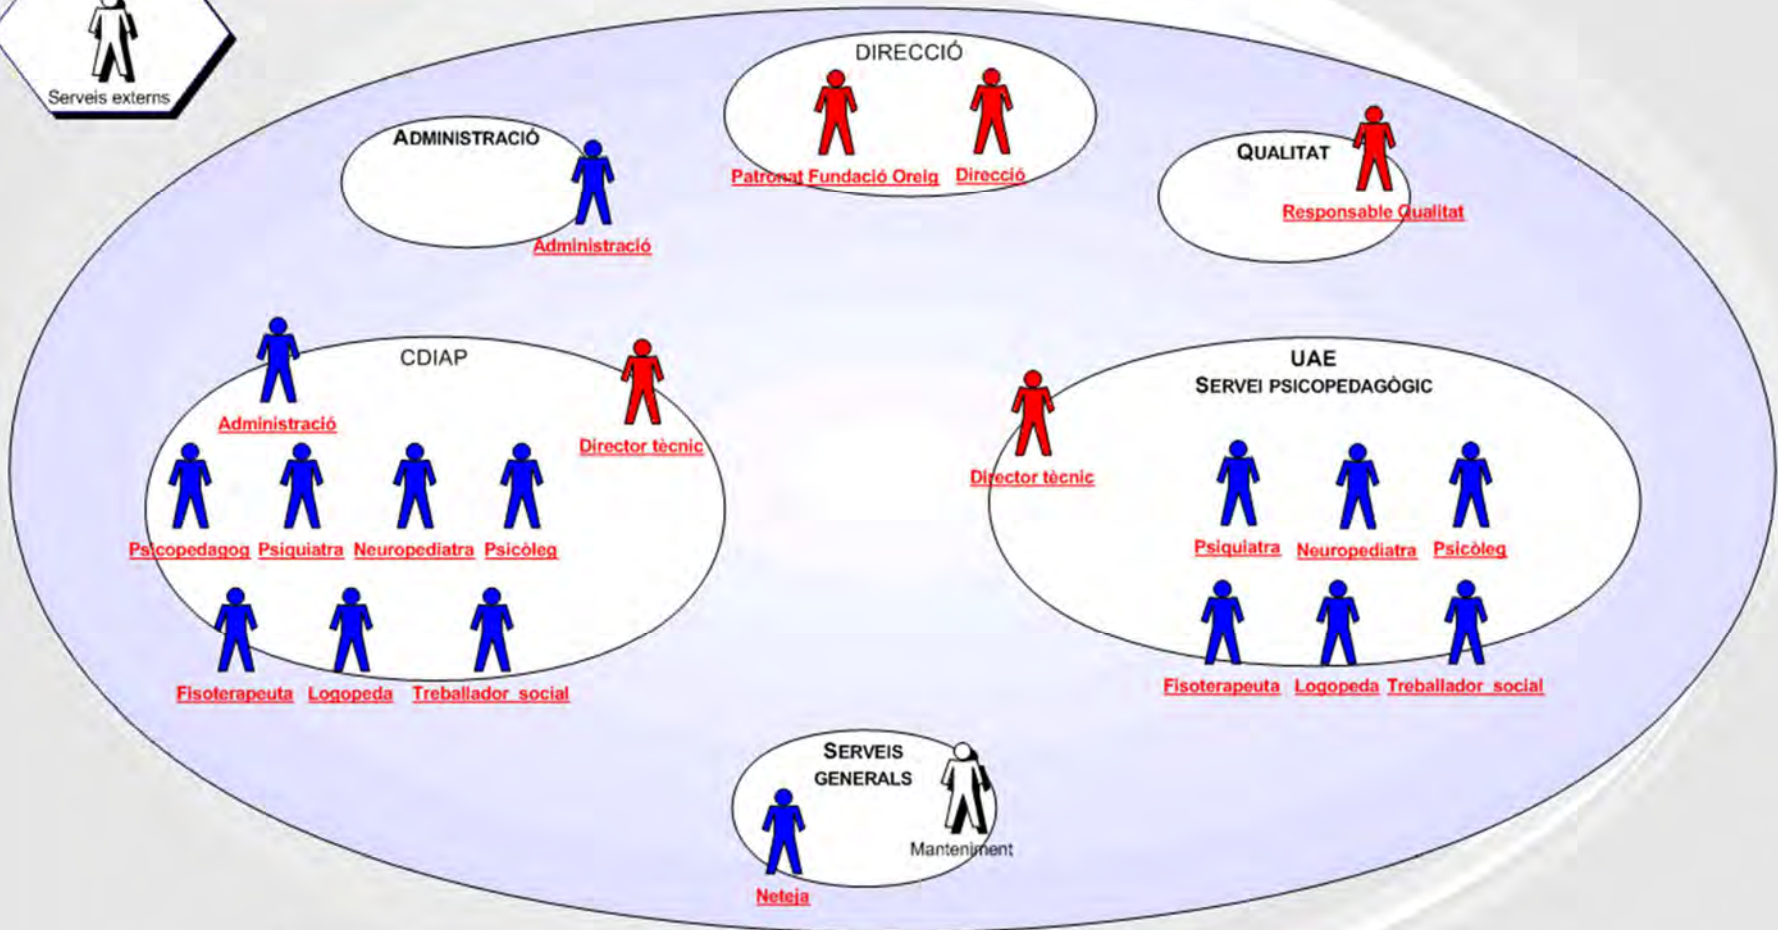 Serveis externs
DIRECCIÓ
Patronat Fundació Oreig
Direcció
ADMINISTRACIÓ
Administració
QUALITAT
Responsable Qualitat
CDIAP
Administració
Director tècnic
Psicopedagog
Psiquiatra
Neuropediatra
Psicòleg
Fisoterapeuta
Logopeda
Treballador social
UAE
SERVEI PSICOPEDAGÒGIC
Director tècnic
Psiquiatra
Neuropediatra
Psicòleg
Fisoterapeuta
Logopeda
Treballador social
SERVEIS
GENERALS
Manteniment
Neteja